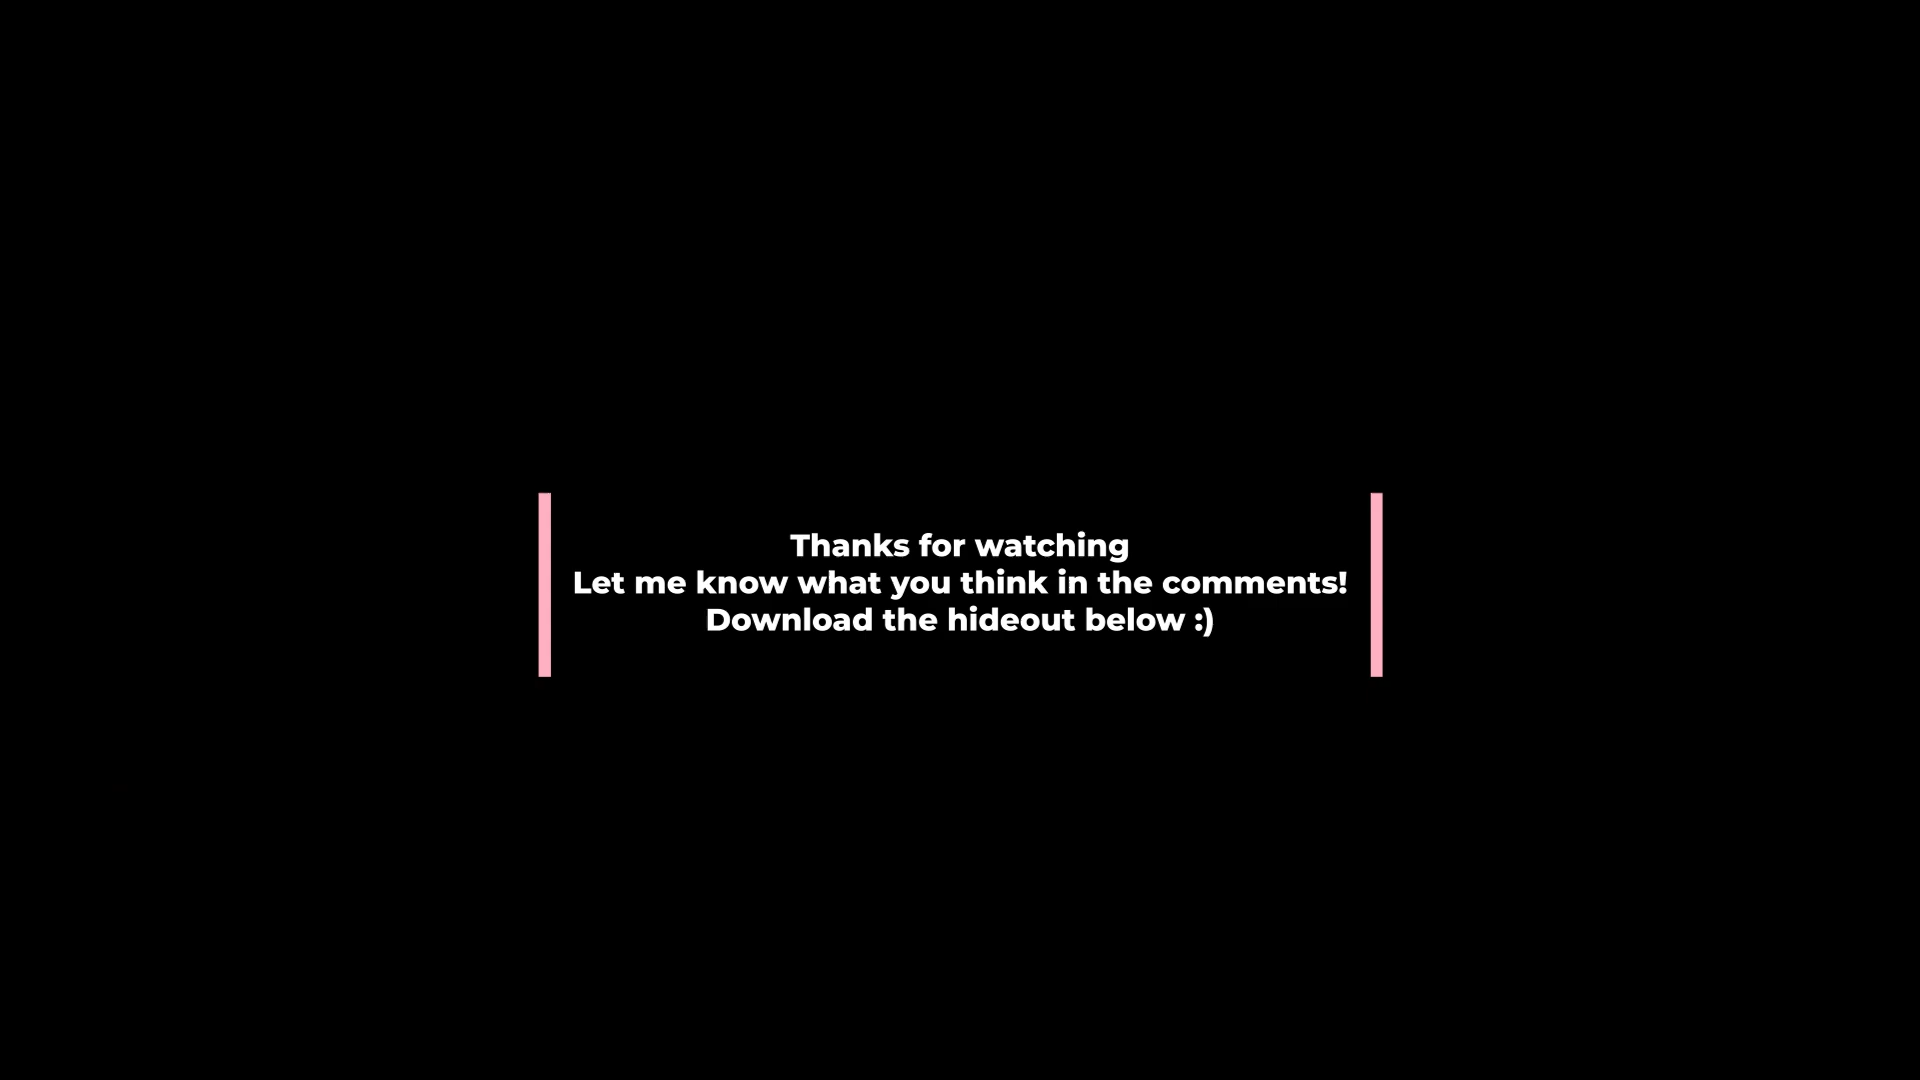 Thanks for watching
Let me know what you think in the comments!
Download the hideout below :)